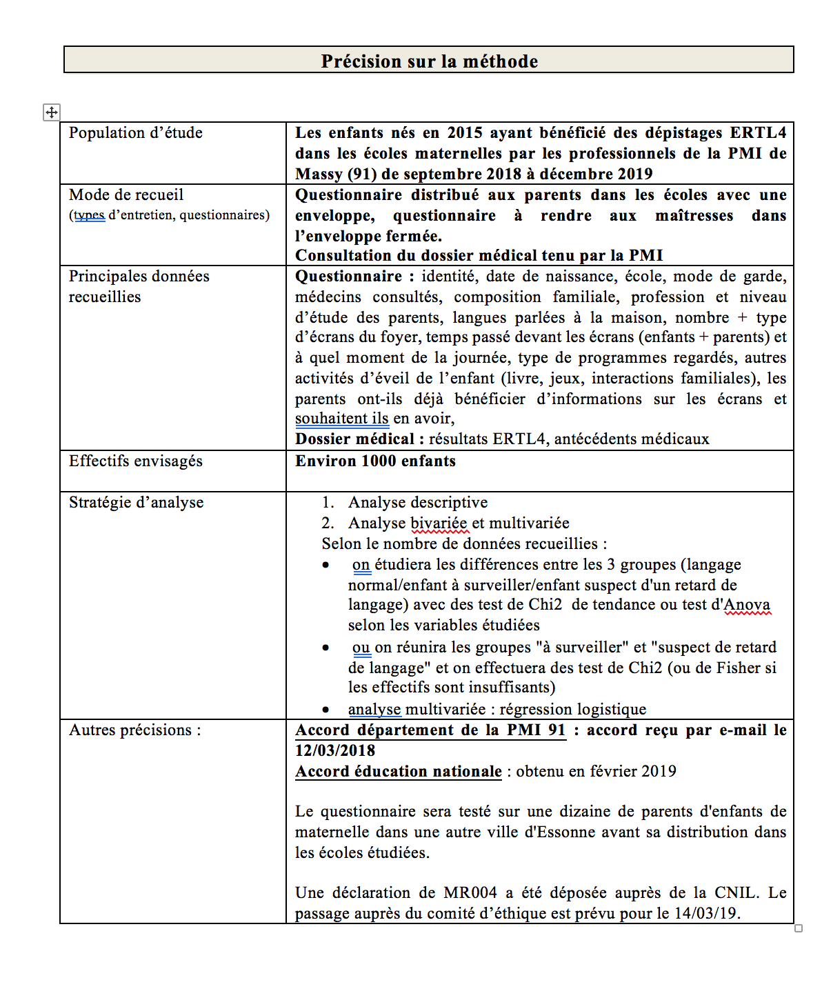 Précision sur la méthode
Population d’étude
Les enfants nés en 2015 ayant bénéficié des dépistages ERTL4
dans les écoles maternelles par les professionnels de la PMI de
Massy (91) de septembre 2018 à décembre 2019
Mode de recueil
(types d’entretien, questionnaires)
Questionnaire distribué aux parents dans les écoles avec une
enveloppe, questionnaire à rendre aux maîtresses dans
l’enveloppe fermée.
Consultation du dossier médical tenu par la PMI
Principales données
recueillies
Questionnaire : identité, date de naissance, école, mode de garde,
médecins consultés, composition familiale, profession et niveau
d’étude des parents, langues parlées à la maison, nombre + type
d’écrans du foyer, temps passé devant les écrans (enfants + parents) et
à quel moment de la journée, type de programmes regardés, autres
activités d’éveil de l’enfant (livre, jeux, interactions familiales), les
parents ont-ils déjà bénéficier d’informations sur les écrans et
souhaitent ils en avoir,
Dossier médical : résultats ERTL4, antécédents médicaux
Effectifs envisagés
Environ 1000 enfants
Stratégie d’analyse
1. Analyse descriptive
2. Analyse bivariée et multivariée
Selon le nombre de données recueillies :
• on étudiera les différences entre les 3 groupes (langage
normal/enfant à surveiller/enfant suspect d'un retard de
langage) avec des test de Chi2 de tendance ou test d'Anova
selon les variables étudiées
• ou on réunira les groupes "à surveiller" et "suspect de retard
de langage" et on effectuera des test de Chi2 (ou de Fisher si
les effectifs sont insuffisants)
• analyse multivariée : régression logistique
Autres précisions :
Accord département de la PMI 91 : accord reçu par e-mail le
12/03/2018
Accord éducation nationale : obtenu en février 2019
Le questionnaire sera testé sur une dizaine de parents d'enfants de
maternelle dans une autre ville d'Essonne avant sa distribution dans
les écoles étudiées.
Une déclaration de MR004 a été déposée auprès de la CNIL. Le
passage auprès du comité d’éthique est prévu pour le 14/03/19.